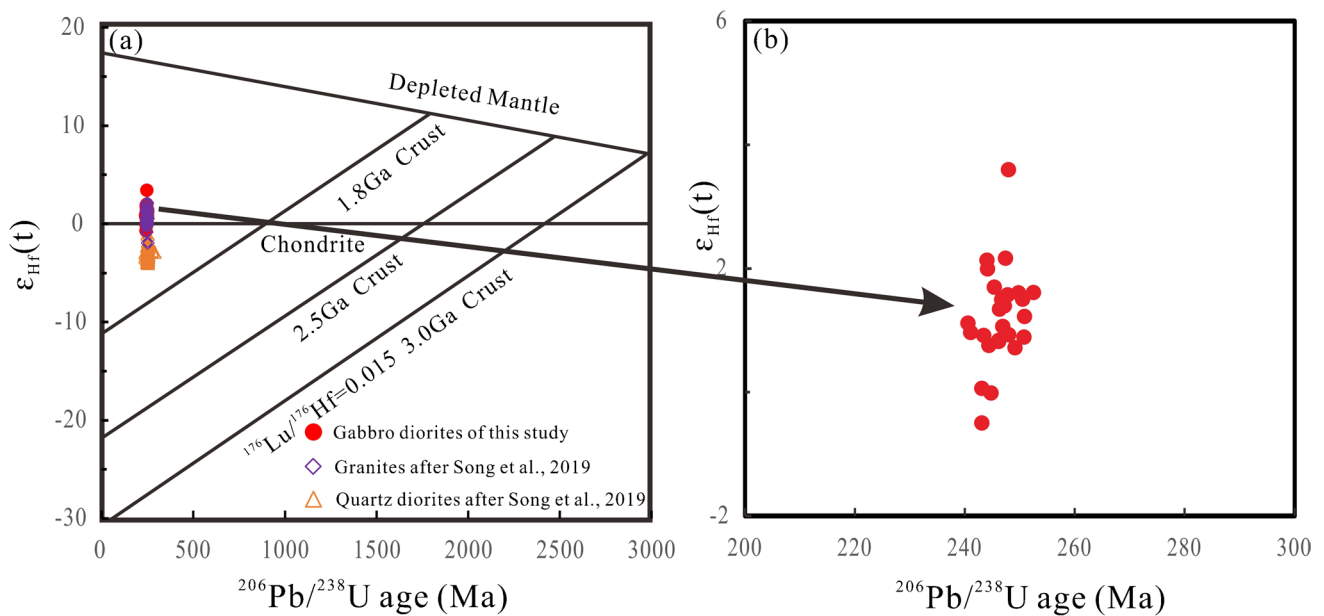 (a)
20
10
0
-10
-20
-30
εHf(t)
0
500
1000
1500
2000
2500
3000
²⁰⁶Pb/²³⁸U age (Ma)
Depleted Mantle
1.8Ga Crust
Chondrite
2.5Ga Crust
¹⁷⁶Lu/¹⁷⁶Hf=0.015 3.0Ga Crust
Gabbro diorites of this study
Granites after Song et al., 2019
Quartz diorites after Song et al., 2019
(b)
6
2
-2
εHf(t)
200
220
240
260
280
300
²⁰⁶Pb/²³⁸U age (Ma)